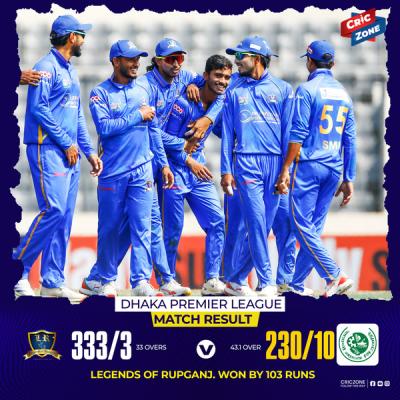 CRIC
ZONE
55
DHAKA PREMIER LEAGUE
MATCH RESULT
LR
333/3
33 OVERS
V
43.1 OVER
230/10
LEGENDS OF RUPGANJ. WON BY 103 RUNS
CRICZONE